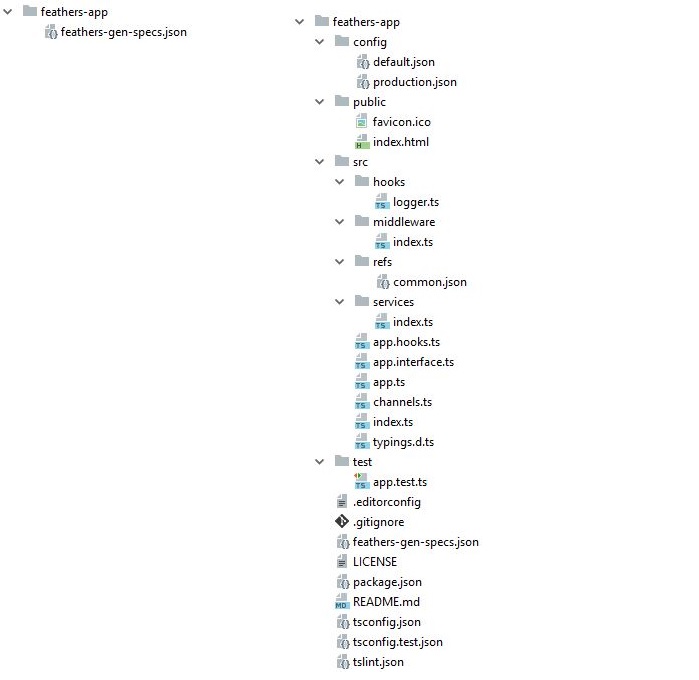 feathers-app
feathers-gen-specs.json
feathers-app
config
default.json
production.json
public
favicon.ico
index.html
src
hooks
logger.ts
middleware
index.ts
refs
common.json
services
index.ts
app.hooks.ts
app.interface.ts
app.ts
channels.ts
index.ts
typings.d.ts
test
app.test.ts
.editorconfig
.gitignore
feathers-gen-specs.json
LICENSE
package.json
README.md
tsconfig.json
tsconfig.test.json
tslint.json